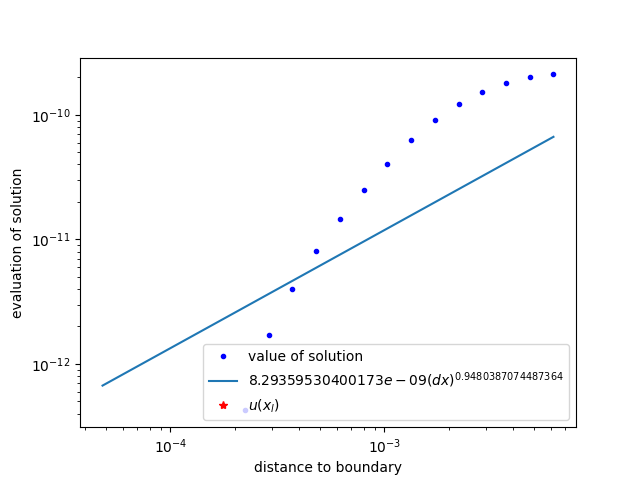 10⁻¹⁰
10⁻¹¹
10⁻¹²
evaluation of solution
value of solution
8.29359530400173e − 09(dx)^0.9480387074487364
u(x_l)
10⁻⁴
10⁻³
distance to boundary